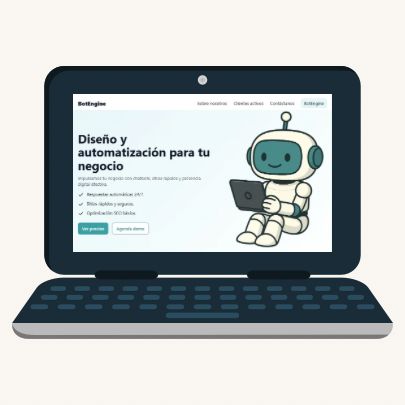 BotEngine
Sobre nosotros Clientes activos Contáctanos BotEngine
Diseño y
automatización para tu
negocio
Impulsamos tu negocio con chatbots, sitios rápidos y presencia
digital efectiva.
Respuestas automáticas 24/7.
Sitios rápidos y seguros.
Optimización SEO básica.
Ver precios Agenda demo